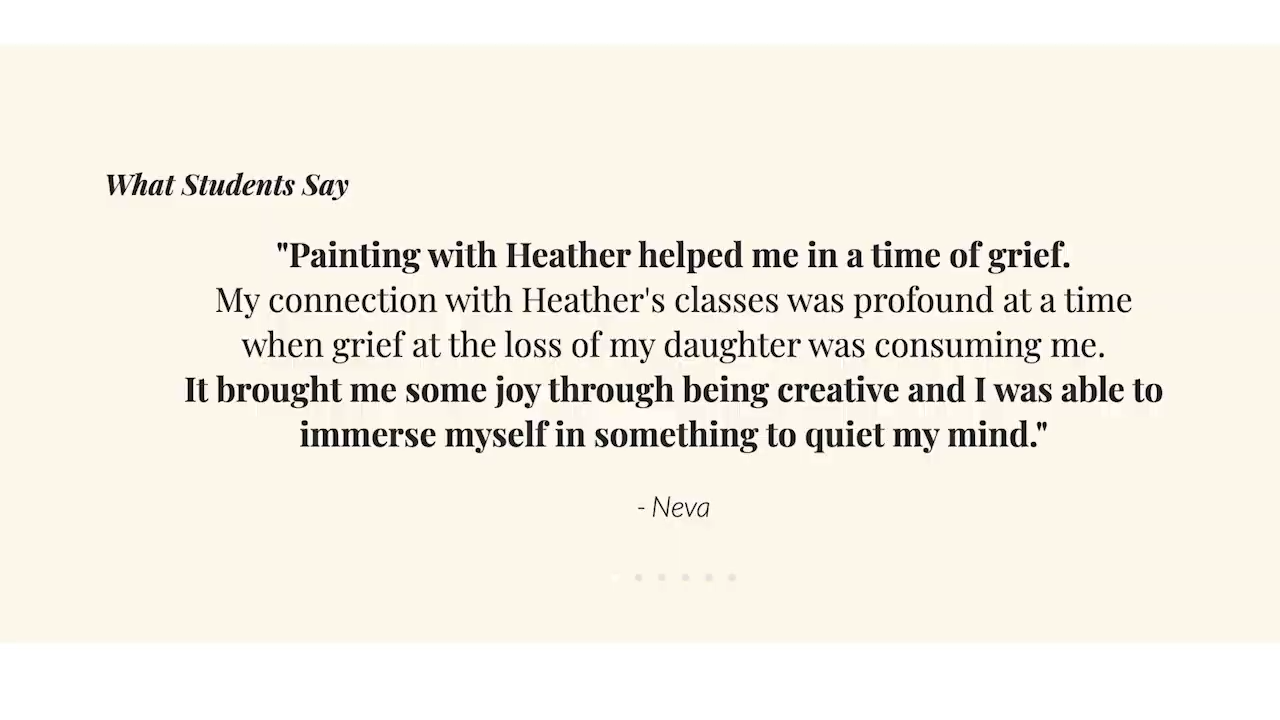 What Students Say
"Painting with Heather helped me in a time of grief.
My connection with Heather's classes was profound at a time
when grief at the loss of my daughter was consuming me.
It brought me some joy through being creative and I was able to
immerse myself in something to quiet my mind."
- Neva